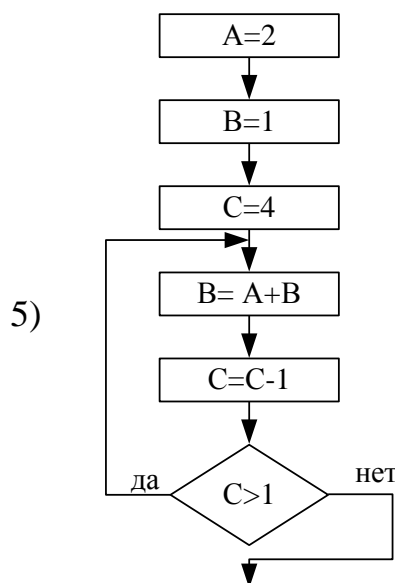 A=2
B=1
C=4
5)
B= A+B
C=C-1
да
C>1
нет